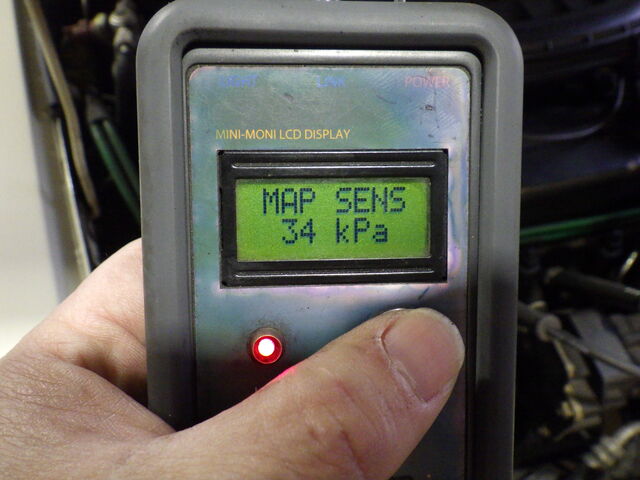 POWER
MINI-MONI LCD DISPLAY
MAP SENS
34 kPa